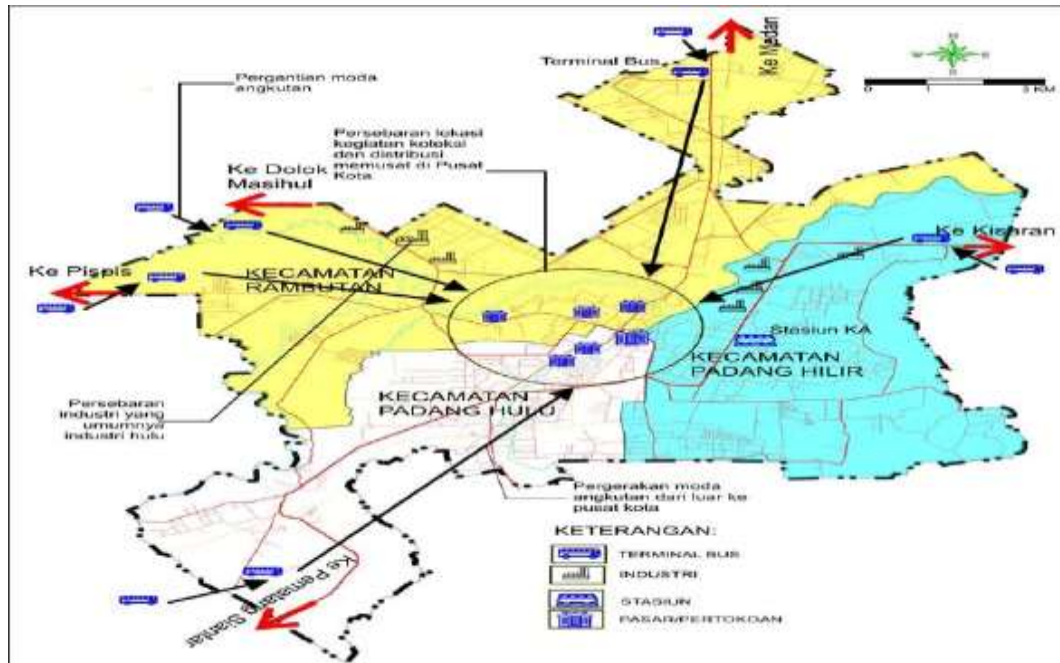 Ke Medan
Terminal Bus
0 1 3 KM
Pergantian moda
angkutan
Persebaran lokasi
kegiatan koleksi
dan distribusi
memusat di Pusat
Kota
Ke Dolok
Masihul
Ke Kisaran
Ke Pispis
KECAMATAN
RAMBUTAN
Stasiun KA
KECAMATAN
PADANG HILIR
KECAMATAN
PADANG HULU
Persebaran
industri yang
umumnya
industri hulu
Pergerakan moda
angkutan dari luar ke
pusat kota
Ke Pematang Siantar
KETERANGAN:
TERMINAL BUS
INDUSTRI
STASIUN
PASAR/PERTOKOAN